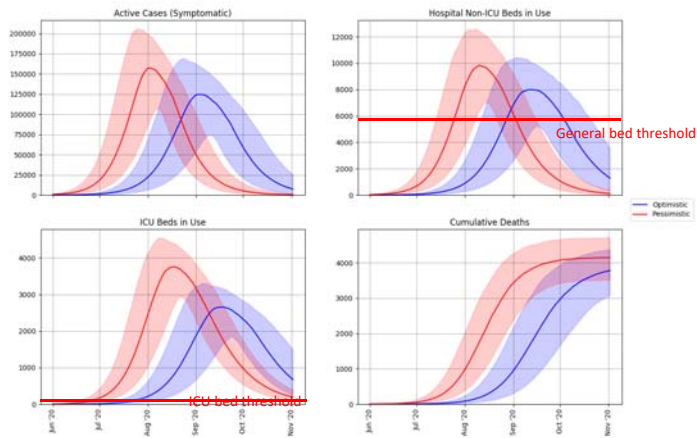 Active Cases (Symptomatic)
200000
175000
150000
125000
100000
75000
50000
25000
0
Hospital Non-ICU Beds in Use
12000
10000
8000
6000
4000
2000
0
General bed threshold
Optimistic
Pessimistic
ICU Beds in Use
4000
3000
2000
1000
0
ICU bed threshold
Jun '20
Jul '20
Aug '20
Sep '20
Oct '20
Nov '20
Cumulative Deaths
4000
3000
2000
1000
0
Jun '20
Jul '20
Aug '20
Sep '20
Oct '20
Nov '20